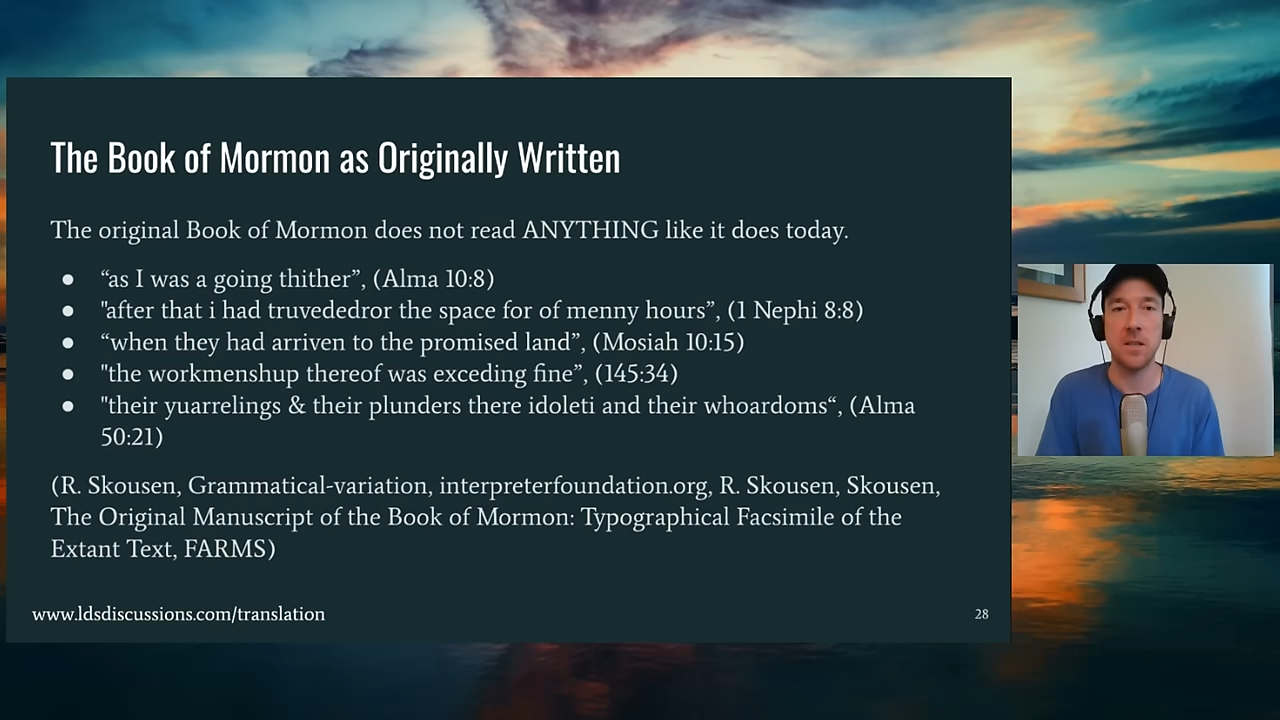 The Book of Mormon as Originally Written
The original Book of Mormon does not read ANYTHING like it does today.
● “as I was a going thither”, (Alma 10:8)
● "after that i had truvededror the space for of menny hours”, (1 Nephi 8:8)
● “when they had arriven to the promised land”, (Mosiah 10:15)
● "the workmenshup thereof was exceding fine”, (145:34)
● "their yuarrelings & their plunders there idoleti and their whoardoms“, (Alma
50:21)
(R. Skousen, Grammatical-variation, interpreterfoundation.org, R. Skousen, Skousen,
The Original Manuscript of the Book of Mormon: Typographical Facsimile of the
Extant Text, FARMS)
www.ldsdiscussions.com/translation
28